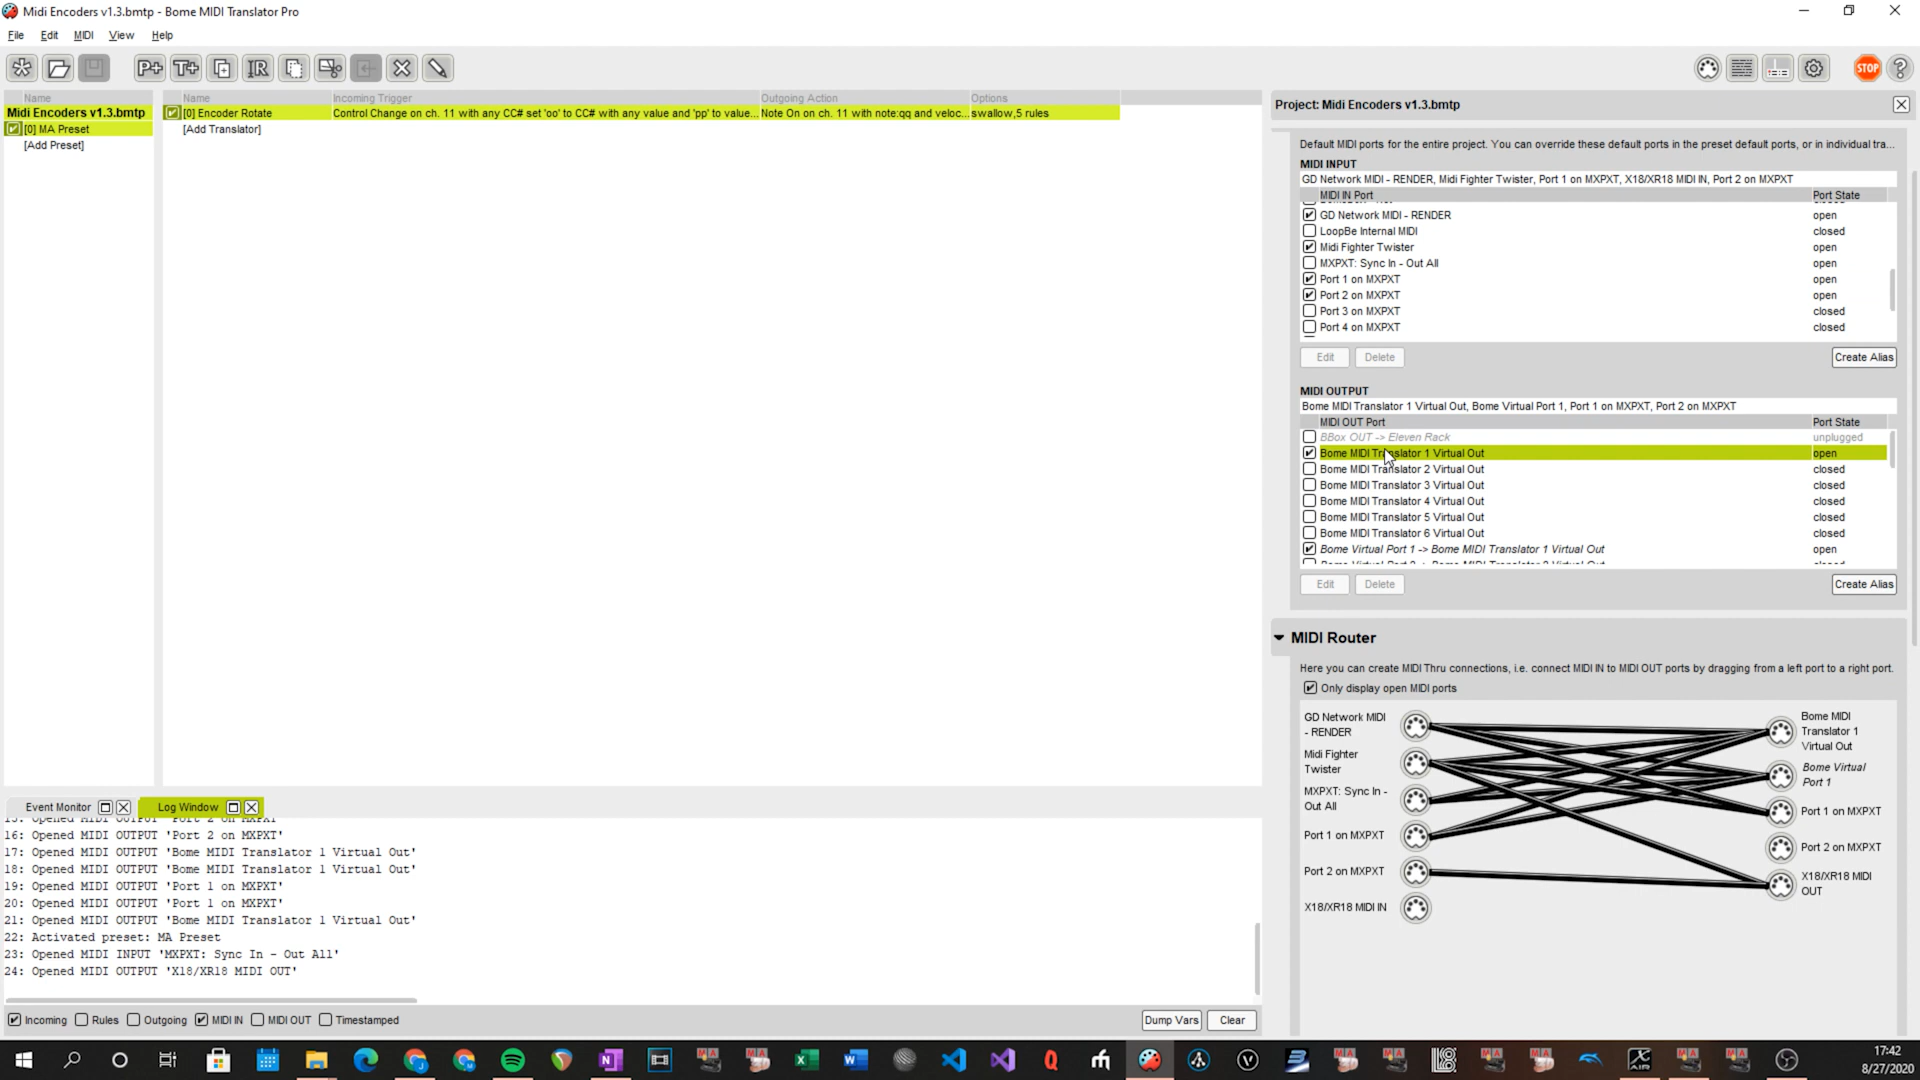 Midi Encoders v1.3.bmtp - Bome MIDI Translator Pro
File Edit MIDI View Help
P+ T+ IR STOP ?
Name
Midi Encoders v1.3.bmtp
[0] MA Preset
[Add Preset]
Name Incoming Trigger Outgoing Action Options
[0] Encoder Rotate Control Change on ch. 11 with any CC# set 'oo' to CC# with any value and 'pp' to value... Note On on ch. 11 with note:qq and veloc... swallow,5 rules
[Add Translator]
Project: Midi Encoders v1.3.bmtp
Default MIDI ports for the entire project. You can override these default ports in the preset default ports, or in individual tra...
MIDI INPUT
GD Network MIDI - RENDER, Midi Fighter Twister, Port 1 on MXPXT, X18/XR18 MIDI IN, Port 2 on MXPXT
MIDI IN Port Port State
GD Network MIDI - RENDER open
LoopBe Internal MIDI closed
Midi Fighter Twister open
MXPXT: Sync In - Out All open
Port 1 on MXPXT open
Port 2 on MXPXT open
Port 3 on MXPXT closed
Port 4 on MXPXT closed
Edit Delete Create Alias
MIDI OUTPUT
Bome MIDI Translator 1 Virtual Out, Bome Virtual Port 1, Port 1 on MXPXT, Port 2 on MXPXT
MIDI OUT Port Port State
BBox OUT -> Eleven Rack unplugged
Bome MIDI Translator 1 Virtual Out open
Bome MIDI Translator 2 Virtual Out closed
Bome MIDI Translator 3 Virtual Out closed
Bome MIDI Translator 4 Virtual Out closed
Bome MIDI Translator 5 Virtual Out closed
Bome MIDI Translator 6 Virtual Out closed
Bome Virtual Port 1 -> Bome MIDI Translator 1 Virtual Out open
Edit Delete Create Alias
MIDI Router
Here you can create MIDI Thru connections, i.e. connect MIDI IN to MIDI OUT ports by dragging from a left port to a right port.
Only display open MIDI ports
GD Network MIDI
- RENDER
Midi Fighter
Twister
MXPXT: Sync In -
Out All
Port 1 on MXPXT
Port 2 on MXPXT
X18/XR18 MIDI IN
Bome MIDI
Translator 1
Virtual Out
Bome Virtual
Port 1
Port 1 on MXPXT
Port 2 on MXPXT
X18/XR18 MIDI
OUT
Event Monitor Log Window
16: Opened MIDI OUTPUT 'Port 2 on MXPXT'
17: Opened MIDI OUTPUT 'Bome MIDI Translator 1 Virtual Out'
18: Opened MIDI OUTPUT 'Bome MIDI Translator 1 Virtual Out'
19: Opened MIDI OUTPUT 'Port 1 on MXPXT'
20: Opened MIDI OUTPUT 'Port 1 on MXPXT'
21: Opened MIDI OUTPUT 'Bome MIDI Translator 1 Virtual Out'
22: Activated preset: MA Preset
23: Opened MIDI INPUT 'MXPXT: Sync In - Out All'
24: Opened MIDI OUTPUT 'X18/XR18 MIDI OUT'
Incoming Rules Outgoing MIDI IN MIDI OUT Timestamped Dump Vars Clear
17:42
8/27/2020